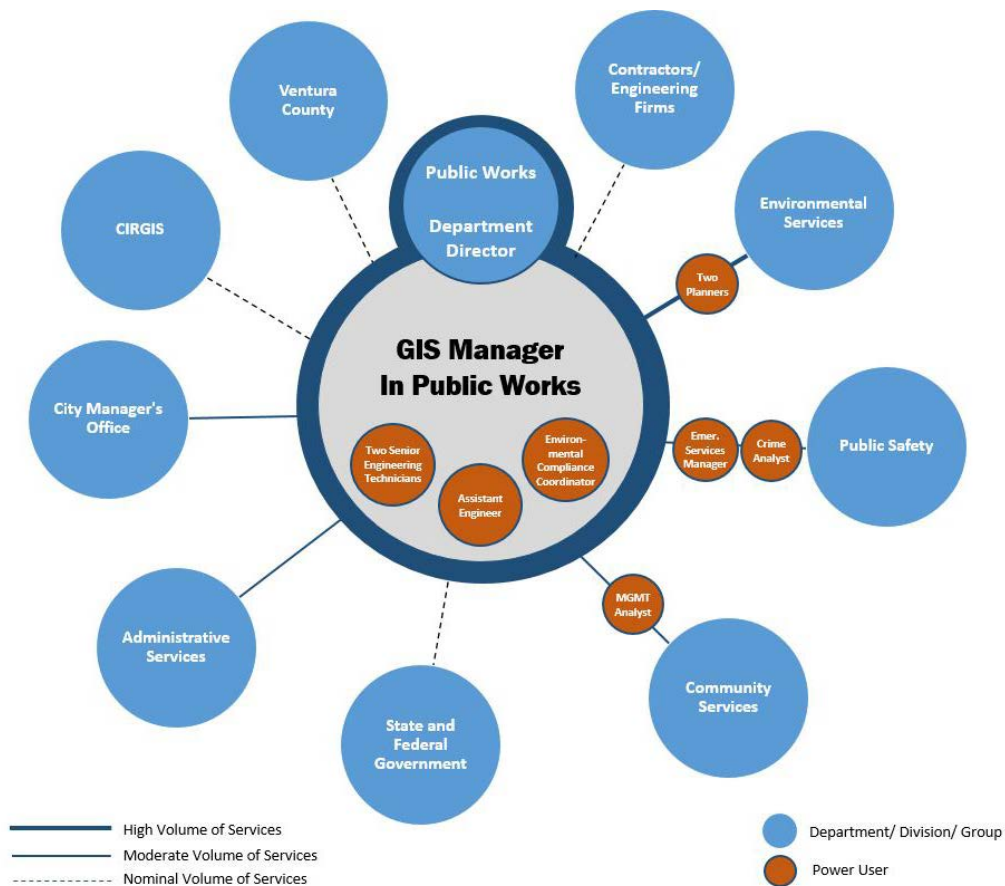 Ventura
County
Contractors/
Engineering
Firms
Public Works
Department
Director
Environmental
Services
CIRGIS
Two
Planners
GIS Manager
In Public Works
City Manager's
Office
Two Senior
Engineering
Technicians
Assistant
Engineer
Environ-
mental
Compliance
Coordinator
Emer.
Services
Manager
Crime
Analyst
Public Safety
MGMT
Analyst
Administrative
Services
Community
Services
State and
Federal
Government
High Volume of Services
Moderate Volume of Services
Nominal Volume of Services
Department/ Division/ Group
Power User